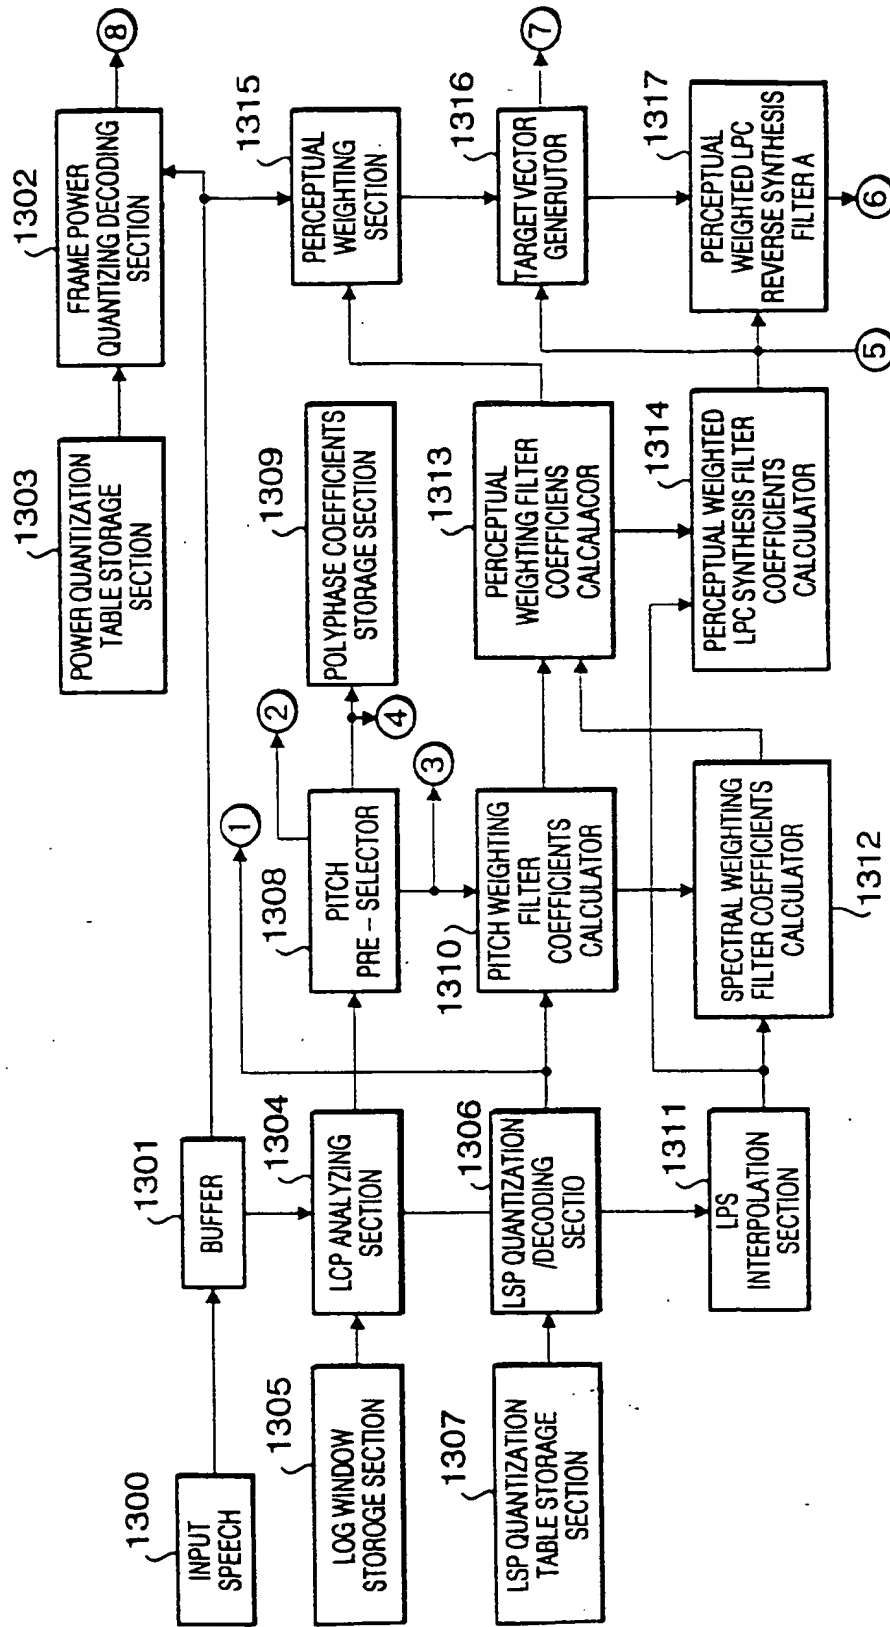 1300
INPUT
SPEECH
1301
BUFFER
1302
FRAME POWER
QUANTIZING DECODING
SECTION
8
1303
POWER QUANTIZATION
TABLE STORAGE
SECTION
1304
LCP ANALYZING
SECTION
1305
LOG WINDOW
STOROGE SECTION
1306
LSP QUANTIZATION
/DECODING
SECTIO
1307
LSP QUANTIZATION
TABLE STORAGE
SECTION
1
2
1308
PITCH
PRE - SELECTOR
4
3
1309
POLYPHASE COEFFICIENTS
STORAGE SECTION
1310
PITCH WEIGHTING
FILTER
COEFFICIENTS
CALCULATOR
1311
LPS
INTERPOLATION
SECTION
1312
SPECTRAL WEIGHTING
FILTER COEFFICIENTS
CALCULATOR
1313
PERCEPTUAL
WEIGHTING FILTER
COEFFICIENS
CALCALACOR
1314
PERCEPTUAL WEIGHTED
LPC SYNTHESIS FILTER
COEFFICIENTS
CALCULATOR
1315
PERCEPTUAL
WEIGHTING
SECTION
1316
TARGET VECTOR
GENERUTOR
7
1317
PERCEPTUAL
WEIGHTED LPC
REVERSE SYNTHESIS
FILTER A
5
6